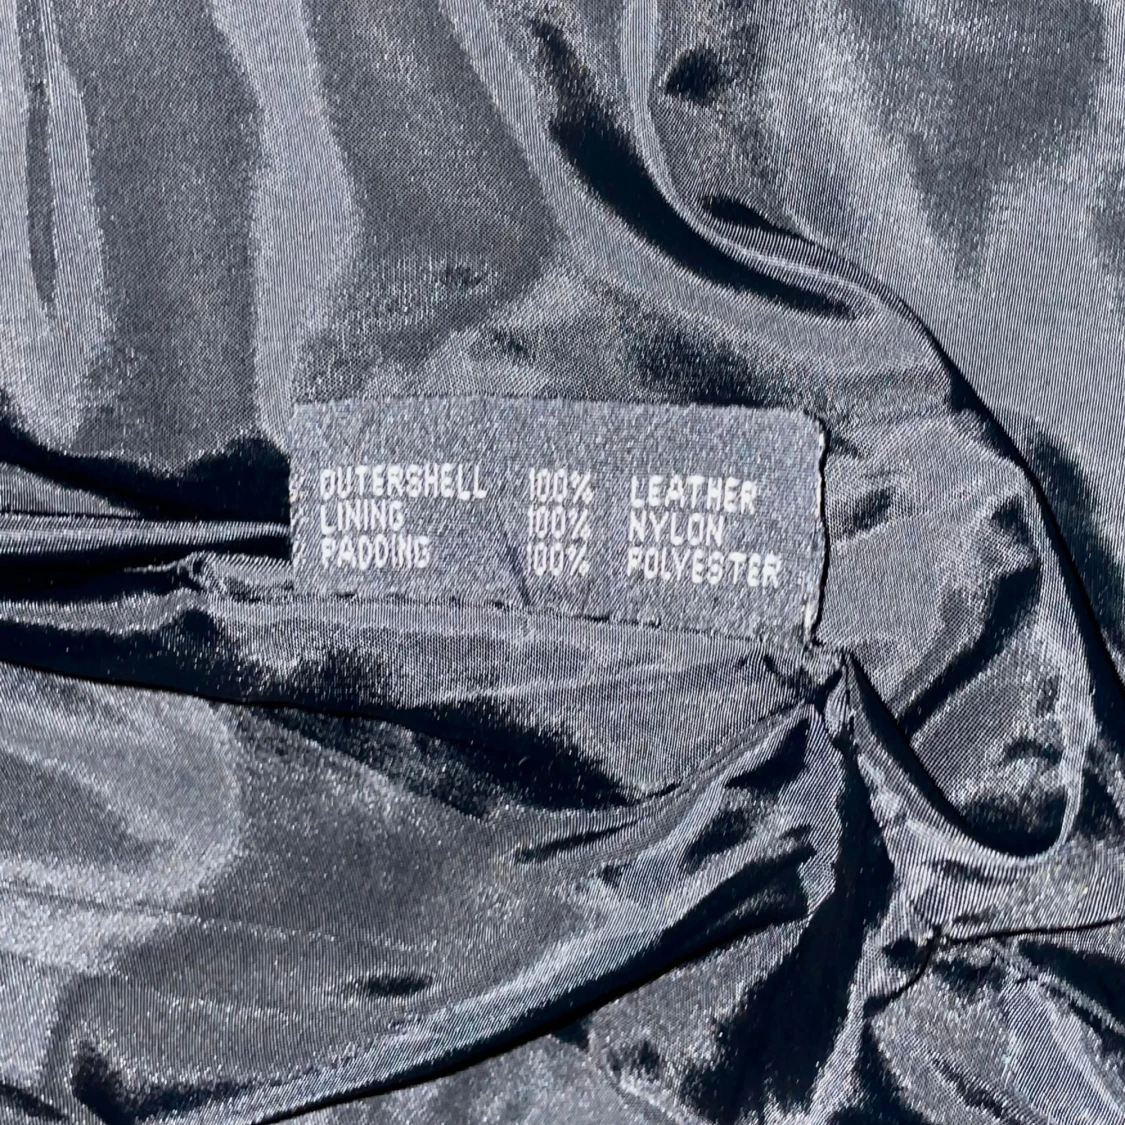 OUTERSHELL 100% LEATHER
LINING 100% NYLON
PADDING 100% POLYESTER